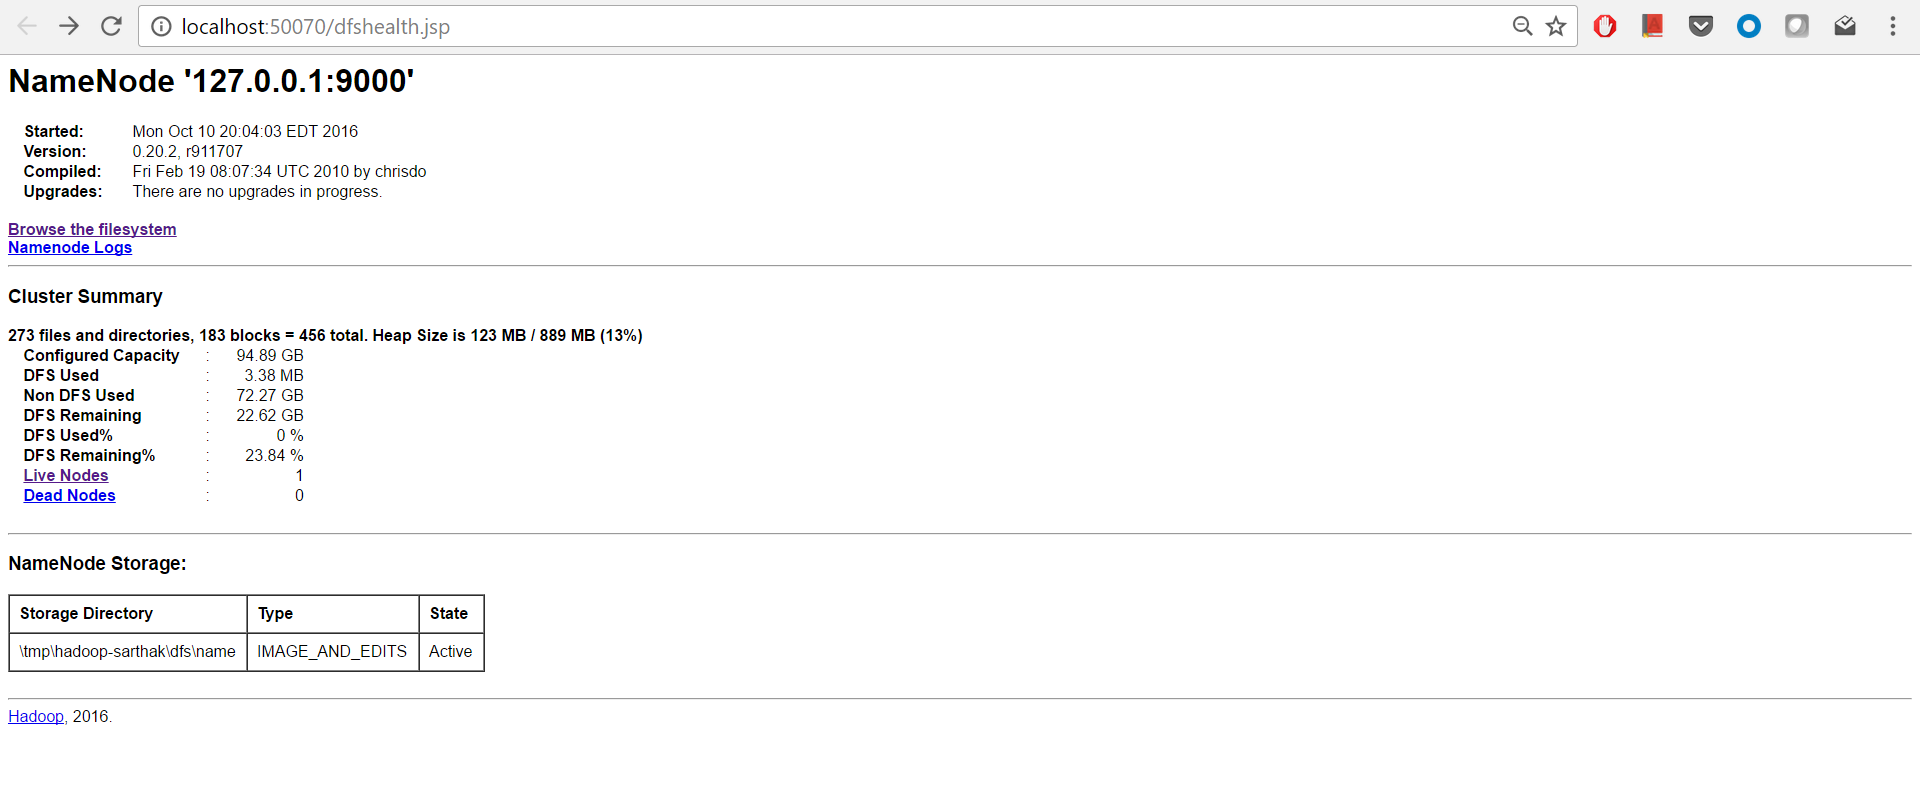 localhost:50070/dfshealth.jsp
NameNode '127.0.0.1:9000'
Started: Mon Oct 10 20:04:03 EDT 2016
Version: 0.20.2, r911707
Compiled: Fri Feb 19 08:07:34 UTC 2010 by chrisdo
Upgrades: There are no upgrades in progress.
Browse the filesystem
Namenode Logs
Cluster Summary
273 files and directories, 183 blocks = 456 total. Heap Size is 123 MB / 889 MB (13%)
Configured Capacity : 94.89 GB
DFS Used : 3.38 MB
Non DFS Used : 72.27 GB
DFS Remaining : 22.62 GB
DFS Used% : 0 %
DFS Remaining% : 23.84 %
Live Nodes : 1
Dead Nodes : 0
NameNode Storage:
Storage Directory Type State
\tmp\hadoop-sarthak\dfs\name IMAGE_AND_EDITS Active
Hadoop, 2016.